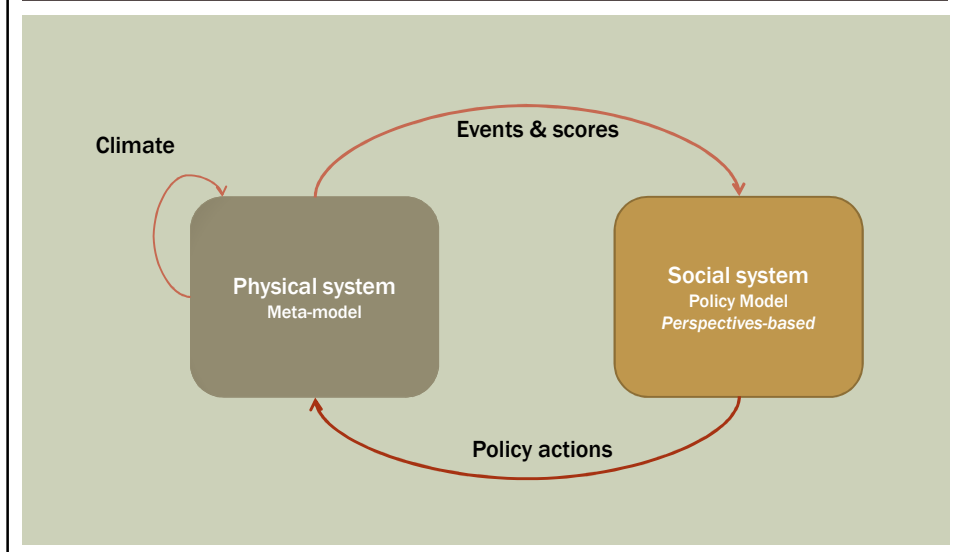 Climate
Events & scores
Physical system
Meta-model
Social system
Policy Model
Perspectives-based
Policy actions